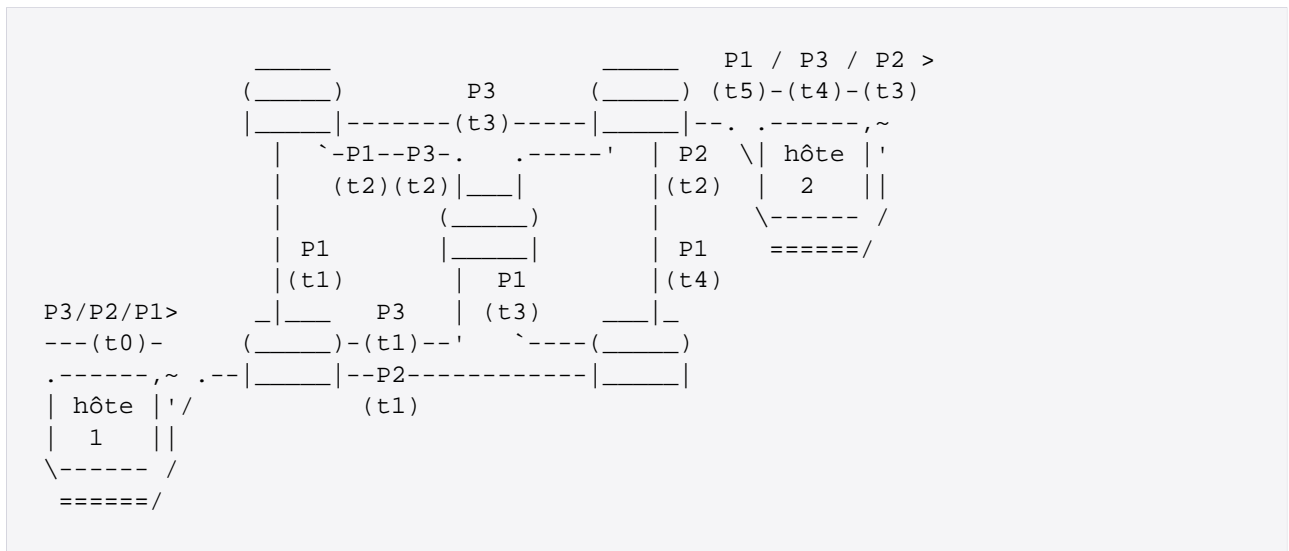 P1 / P3 / P2 >
P3 (t5)-(t4)-(t3)
(t3)
P1--P3 P2 hôte
(t2)(t2) (t2) 2
P1 P1
(t1) P1 (t4)
P3/P2/P1> P3 (t3)
---(t0)- (t1)
P2
hôte (t1)
1